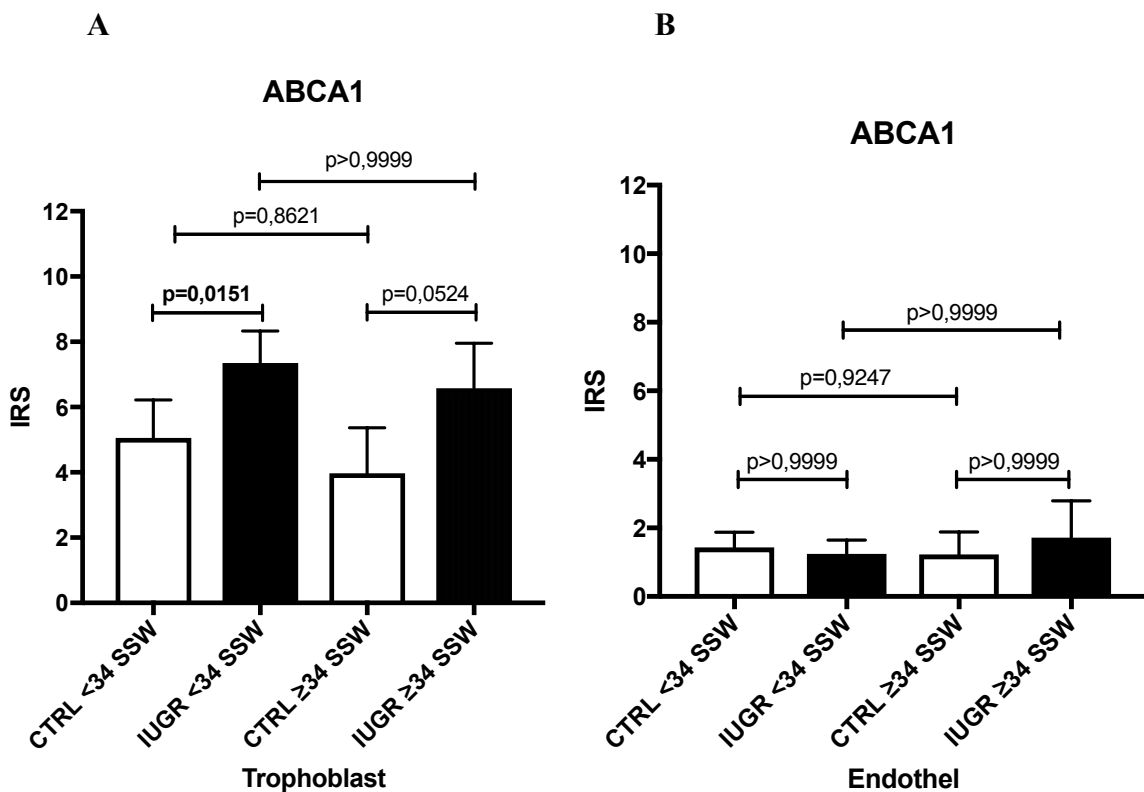 A
ABCA1
p>0,9999
p=0,8621
p=0,0151
p=0,0524
12
10
8
6
4
2
0
IRS
CTRL <34 SSW
IUGR <34 SSW
CTRL ≥34 SSW
IUGR ≥34 SSW
Trophoblast
B
ABCA1
p>0,9999
p=0,9247
p>0,9999
p>0,9999
12
10
8
6
4
2
0
IRS
CTRL <34 SSW
IUGR <34 SSW
CTRL ≥34 SSW
IUGR ≥34 SSW
Endothel